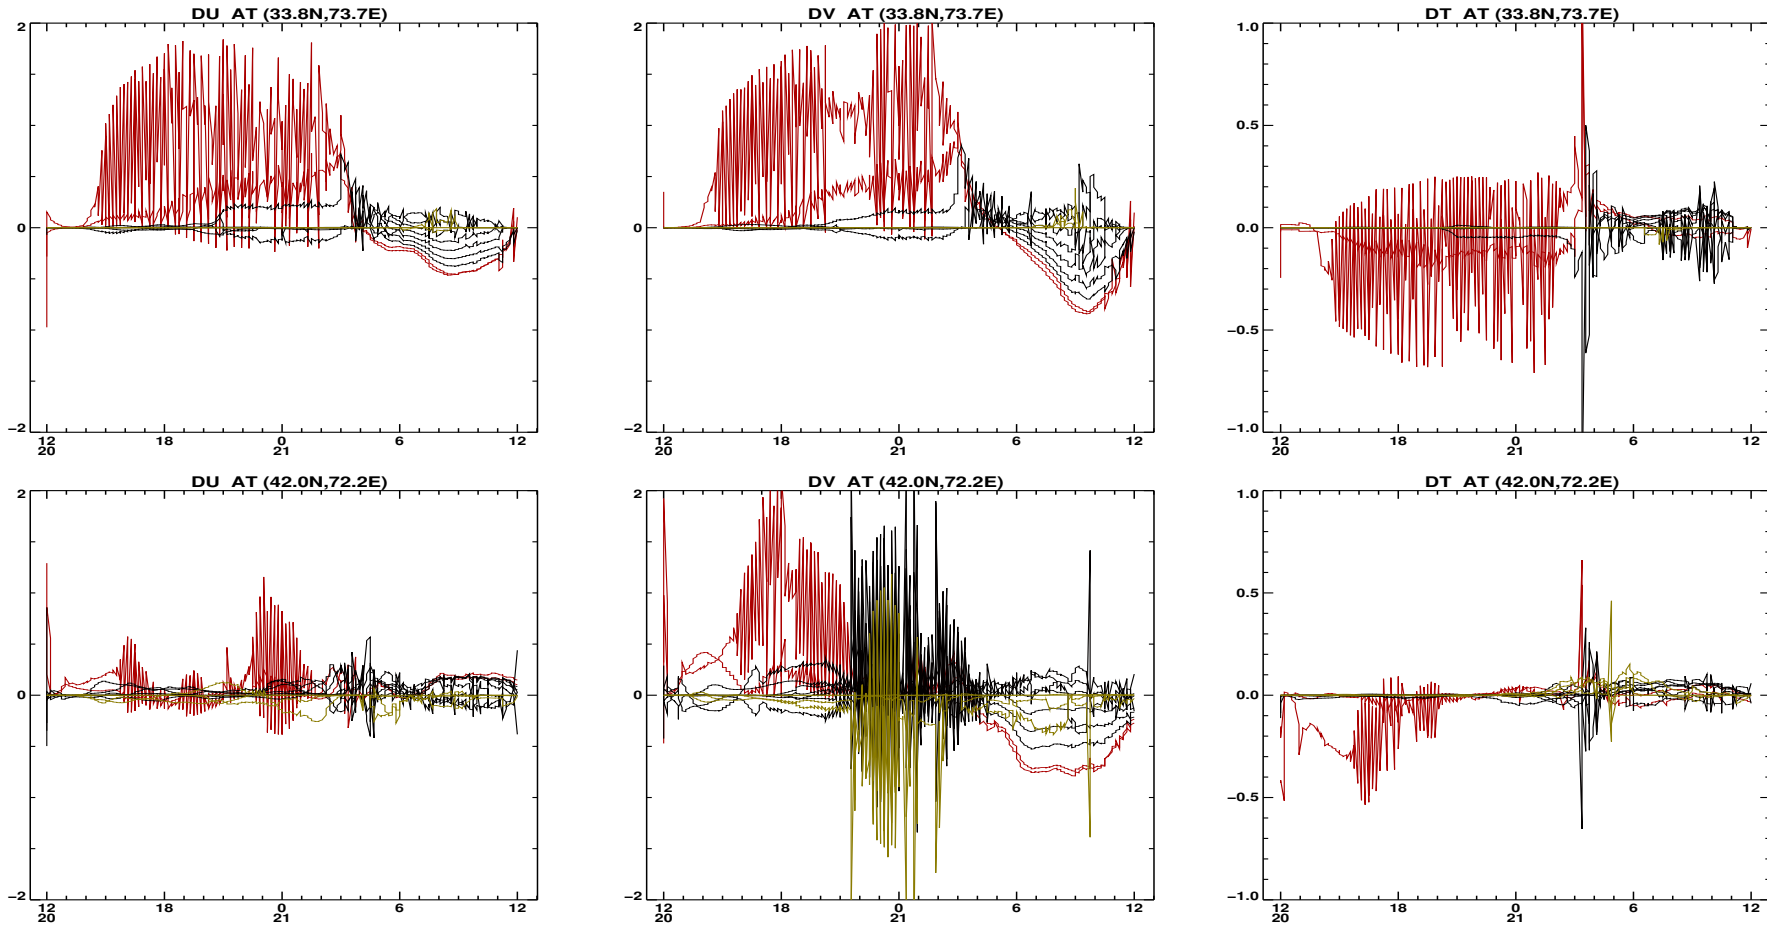 DU AT (33.8N,73.7E)
DV AT (33.8N,73.7E)
DT AT (33.8N,73.7E)
2
0
−2
12 18 0 6 12
20 21
2
0
−2
12 18 0 6 12
20 21
1.0
0.5
0.0
−0.5
−1.0
12 18 0 6 12
20 21
DU AT (42.0N,72.2E)
DV AT (42.0N,72.2E)
DT AT (42.0N,72.2E)
2
0
−2
12 18 0 6 12
20 21
2
0
−2
12 18 0 6 12
20 21
1.0
0.5
0.0
−0.5
−1.0
12 18 0 6 12
20 21